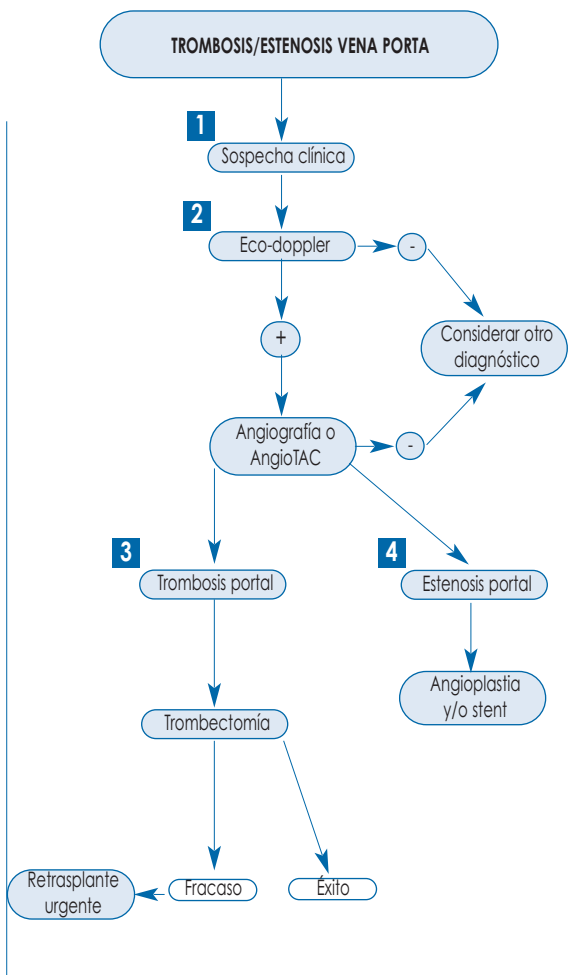 TROMBOSIS/ESTENOSIS VENA PORTA
1
Sospecha clínica
2
Eco-doppler
-
+
Considerar otro
diagnóstico
Angiografía o
AngioTAC
-
3
Trombosis portal
4
Estenosis portal
Angioplastia
y/o stent
Trombectomía
Retrasplante
urgente
Fracaso
Éxito